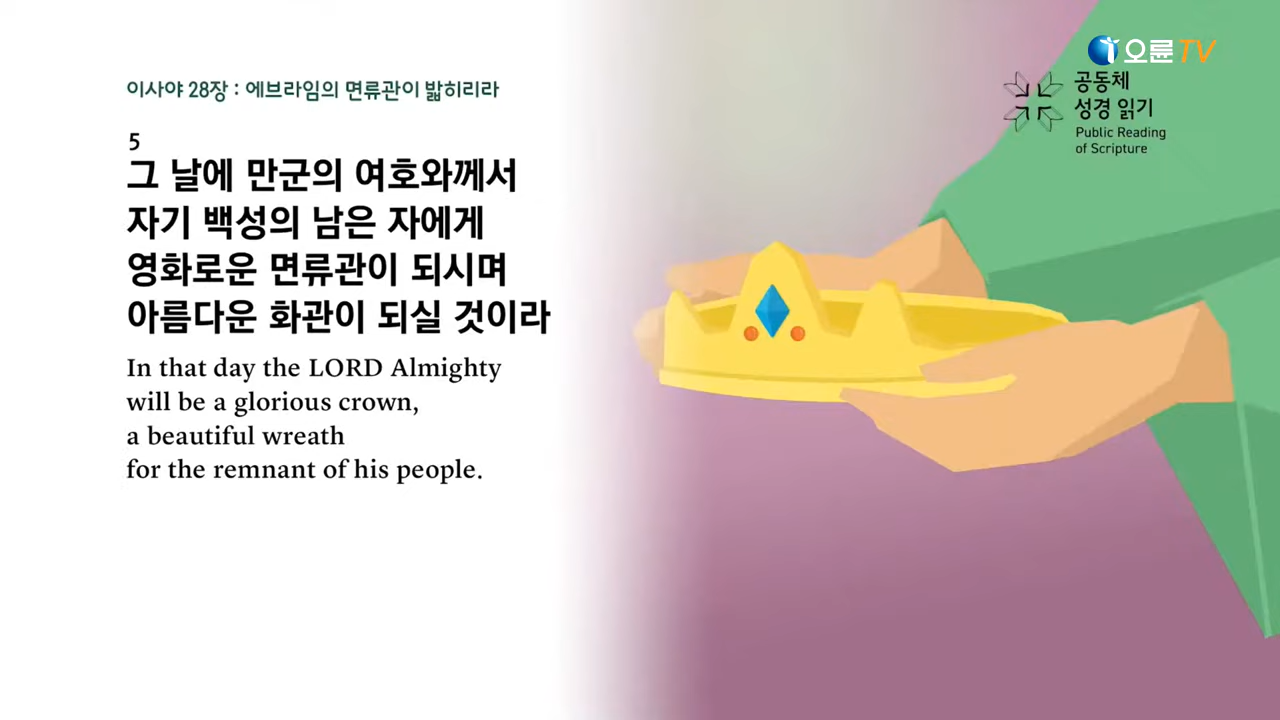 오륜TV
공동체
성경 읽기
Public Reading
of Scripture
이사야 28장 : 에브라임의 면류관이 밟히리라
5
그 날에 만군의 여호와께서
자기 백성의 남은 자에게
영화로운 면류관이 되시며
아름다운 화관이 되실 것이라
In that day the LORD Almighty
will be a glorious crown,
a beautiful wreath
for the remnant of his people.